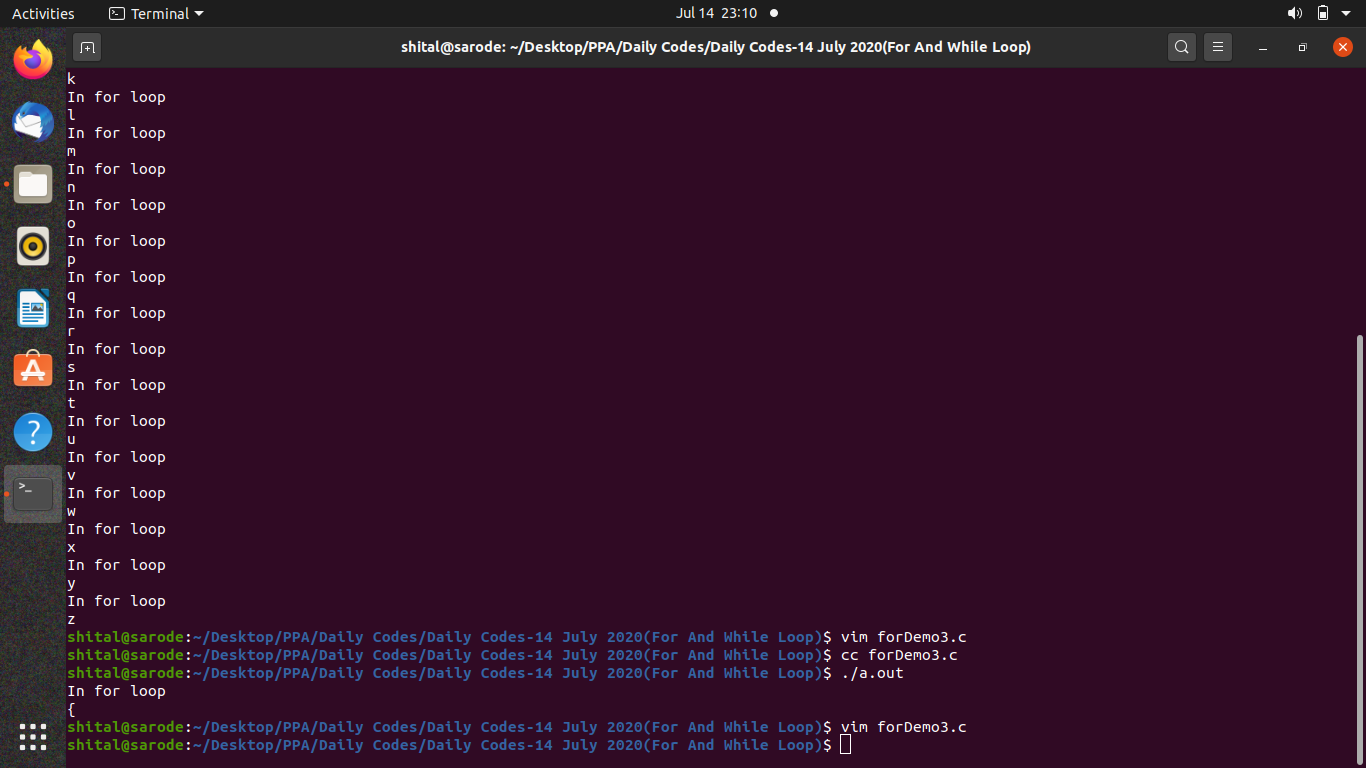 Activities
Terminal
Jul 14 23:10
shital@sarode: ~/Desktop/PPA/Daily Codes/Daily Codes-14 July 2020(For And While Loop)
k
In for loop
l
In for loop
m
In for loop
n
In for loop
o
In for loop
p
In for loop
q
In for loop
r
In for loop
s
In for loop
t
In for loop
u
In for loop
v
In for loop
w
In for loop
x
In for loop
y
In for loop
z
shital@sarode:~/Desktop/PPA/Daily Codes/Daily Codes-14 July 2020(For And While Loop)$ vim forDemo3.c
shital@sarode:~/Desktop/PPA/Daily Codes/Daily Codes-14 July 2020(For And While Loop)$ cc forDemo3.c
shital@sarode:~/Desktop/PPA/Daily Codes/Daily Codes-14 July 2020(For And While Loop)$ ./a.out
In for loop
{
shital@sarode:~/Desktop/PPA/Daily Codes/Daily Codes-14 July 2020(For And While Loop)$ vim forDemo3.c
shital@sarode:~/Desktop/PPA/Daily Codes/Daily Codes-14 July 2020(For And While Loop)$